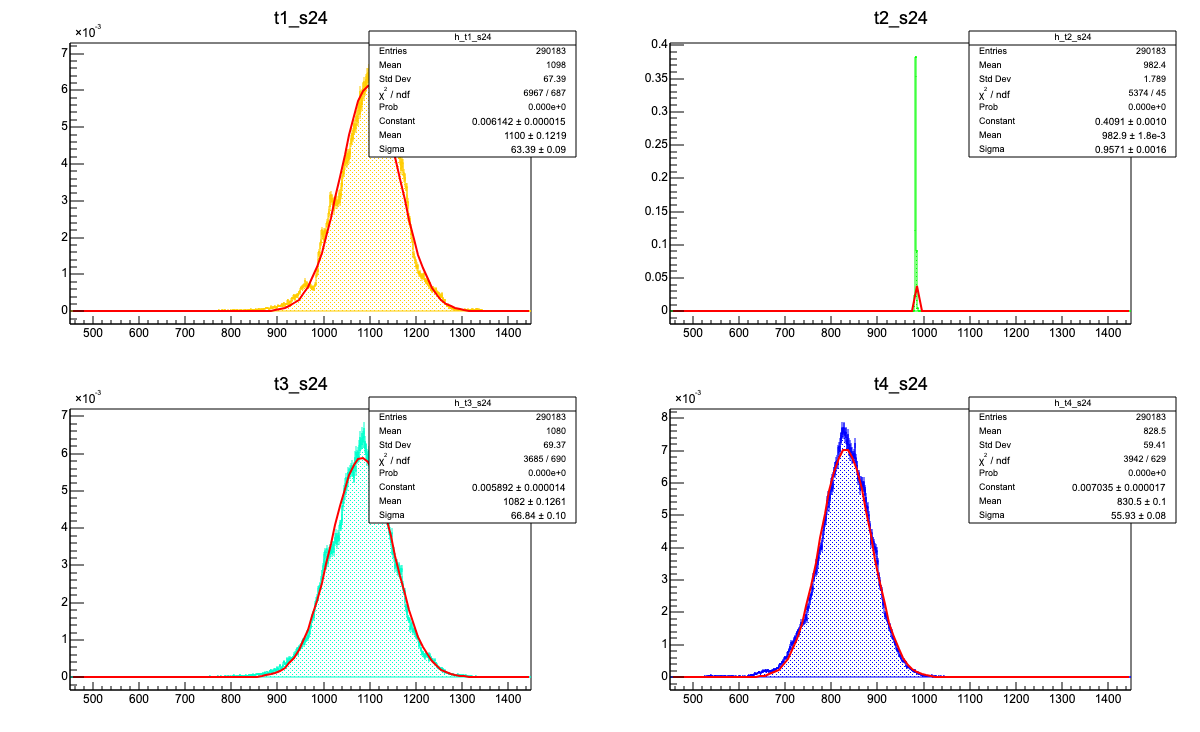 t1_s24
×10⁻³
h_t1_s24
Entries 290183
Mean 1098
Std Dev 67.39
χ² / ndf 6967 / 687
Prob 0.000e+0
Constant 0.006142 ± 0.000015
Mean 1100 ± 0.1219
Sigma 63.39 ± 0.09
7
6
5
4
3
2
1
0
500 600 700 800 900 1000 1100 1200 1300 1400
t2_s24
h_t2_s24
Entries 290183
Mean 982.4
Std Dev 1.789
χ² / ndf 5374 / 45
Prob 0.000e+0
Constant 0.4091 ± 0.0010
Mean 982.9 ± 1.8e-3
Sigma 0.9571 ± 0.0016
0.4
0.35
0.3
0.25
0.2
0.15
0.1
0.05
0
500 600 700 800 900 1000 1100 1200 1300 1400
t3_s24
×10⁻³
h_t3_s24
Entries 290183
Mean 1080
Std Dev 69.37
χ² / ndf 3685 / 690
Prob 0.000e+0
Constant 0.005892 ± 0.000014
Mean 1082 ± 0.1261
Sigma 66.84 ± 0.10
7
6
5
4
3
2
1
0
500 600 700 800 900 1000 1100 1200 1300 1400
t4_s24
×10⁻³
h_t4_s24
Entries 290183
Mean 828.5
Std Dev 59.41
χ² / ndf 3942 / 629
Prob 0.000e+0
Constant 0.007035 ± 0.000017
Mean 830.5 ± 0.1
Sigma 55.93 ± 0.08
8
7
6
5
4
3
2
1
0
500 600 700 800 900 1000 1100 1200 1300 1400